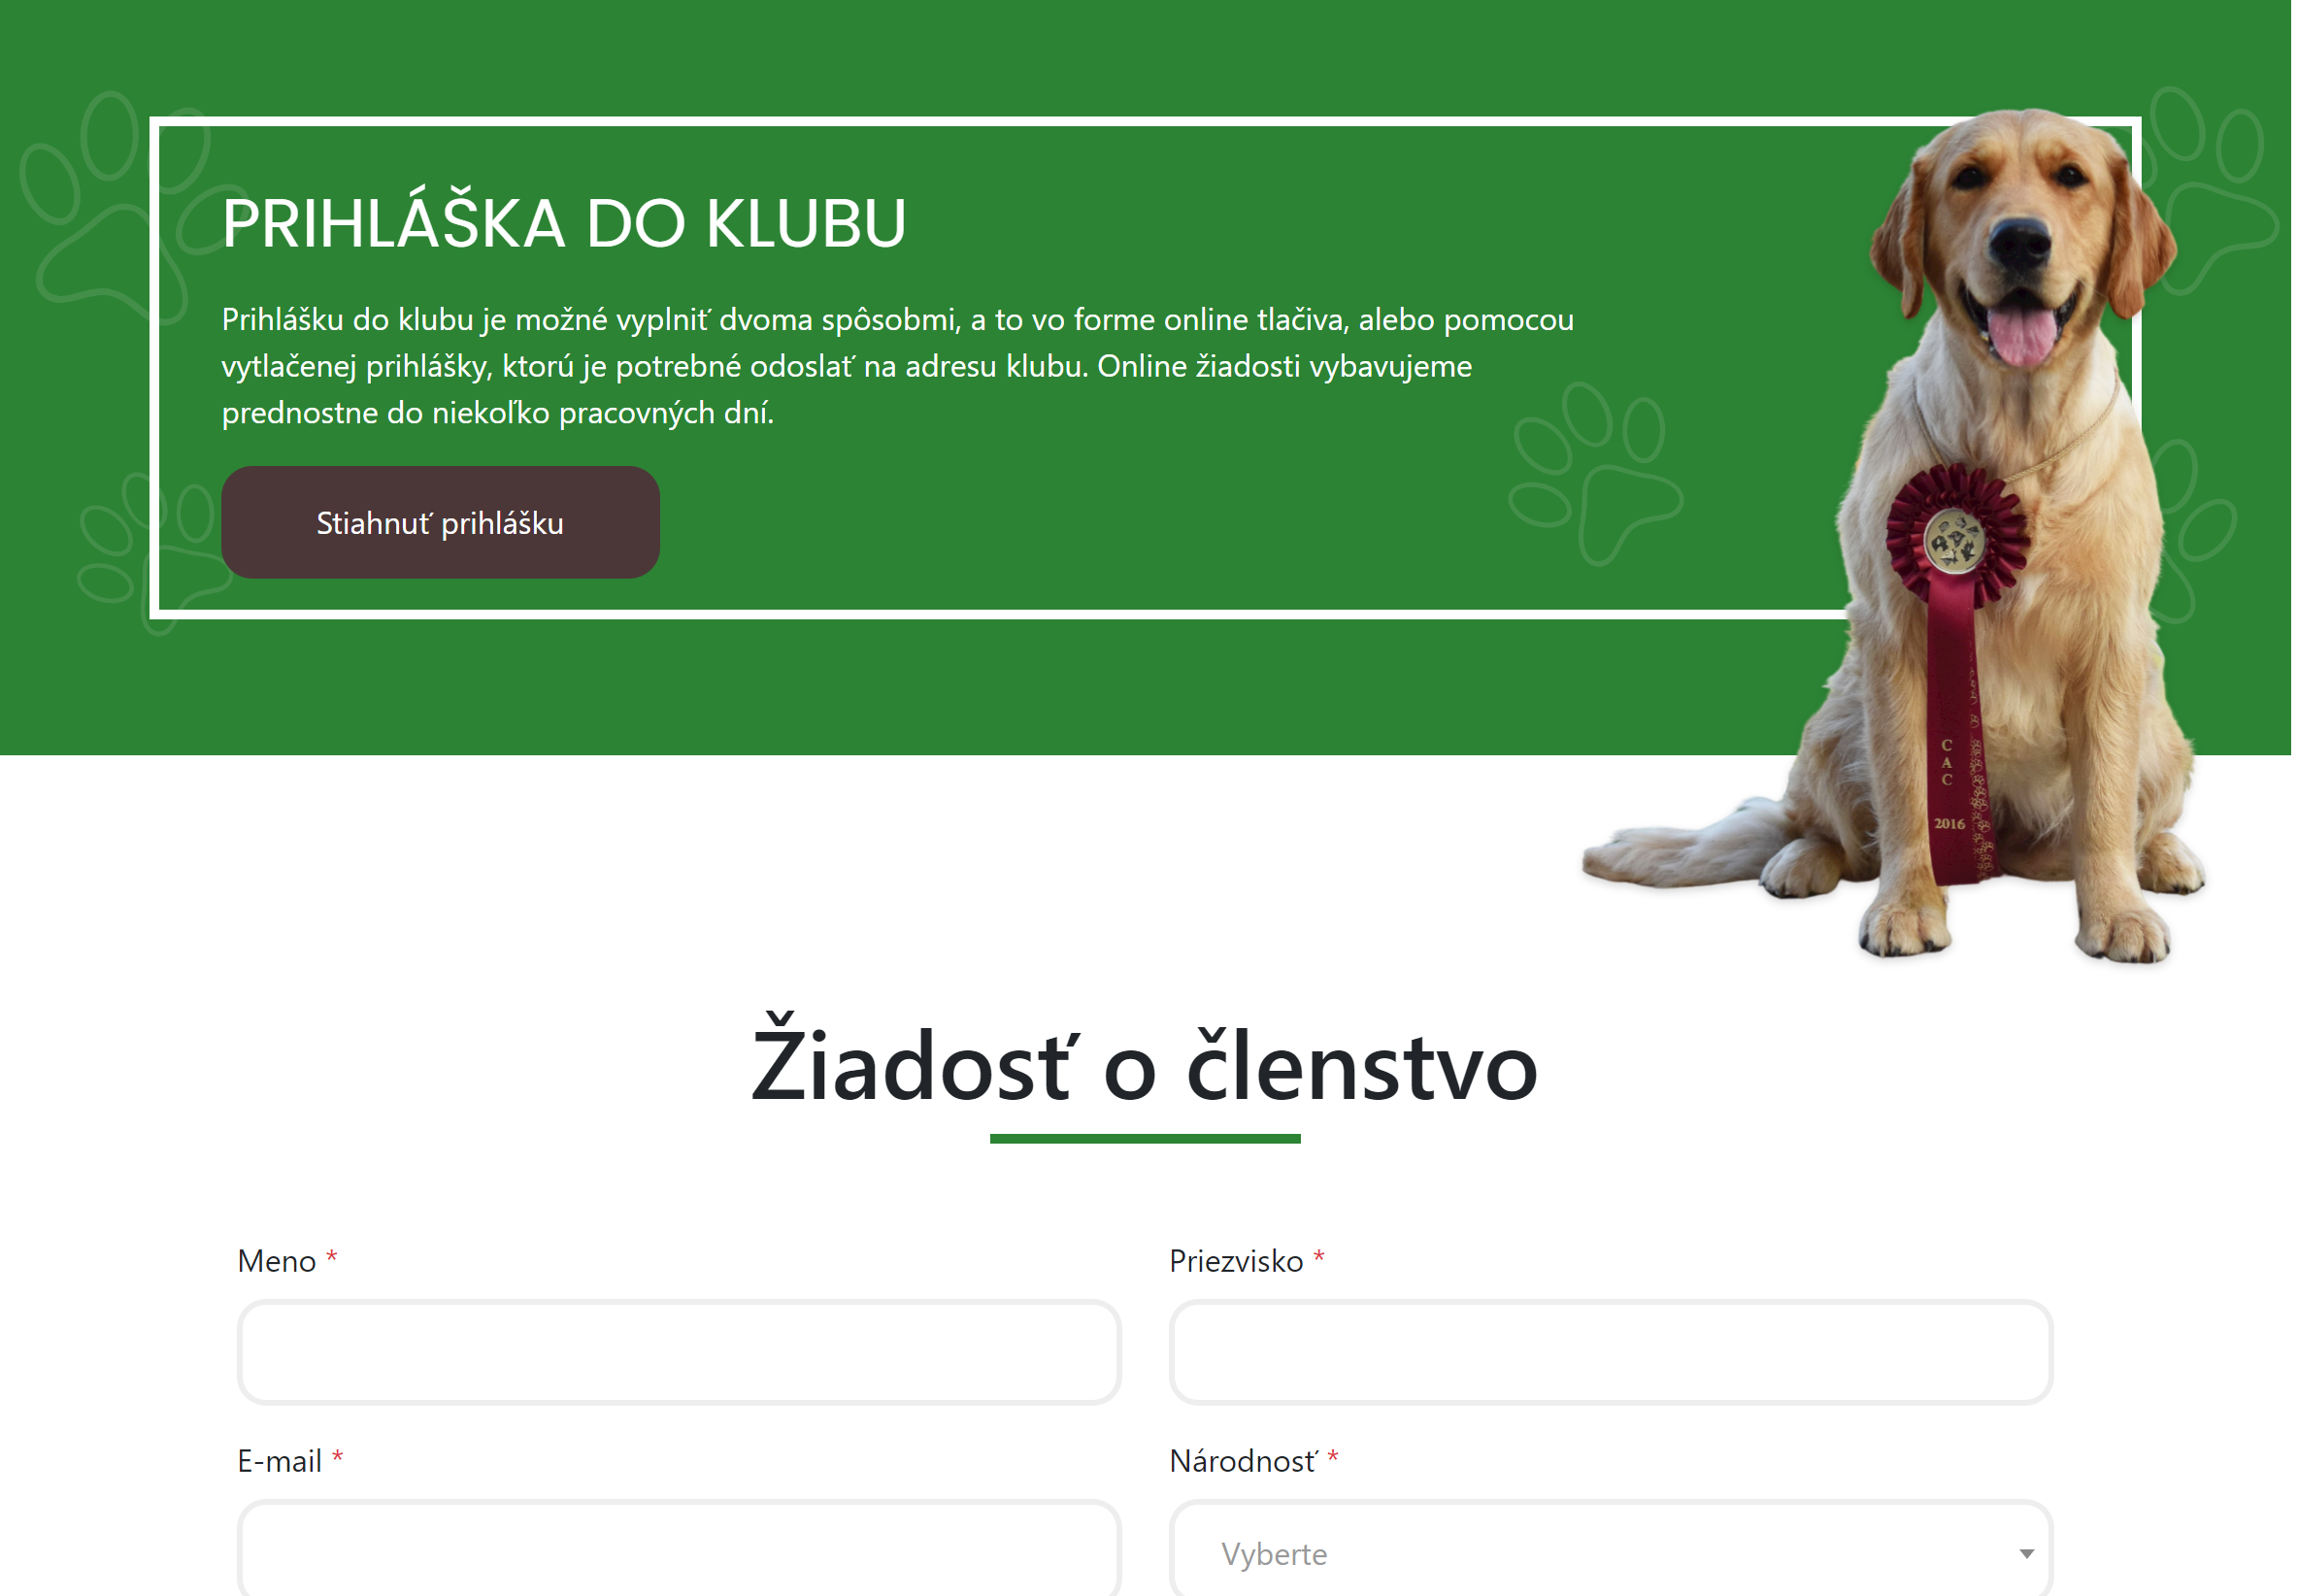 PRIHLÁŠKA DO KLUBU
Prihlášku do klubu je možné vyplniť dvoma spôsobmi, a to vo forme online tlačiva, alebo pomocou
vytlačenej prihlášky, ktorú je potrebné odoslať na adresu klubu. Online žiadosti vybavujeme
prednostne do niekoľko pracovných dní.
Stiahnuť prihlášku
C
A
C
2016
Žiadosť o členstvo
Meno *
Priezvisko *
E-mail *
Národnosť *
Vyberte